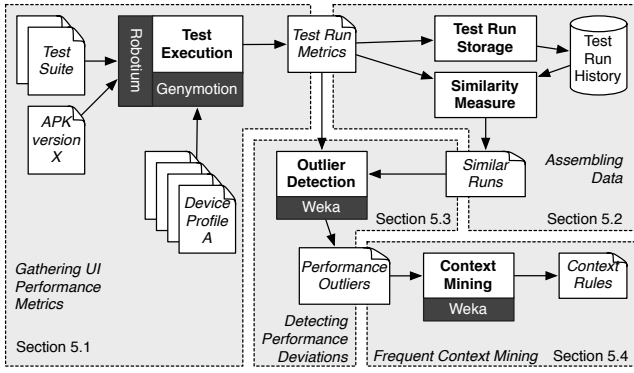 Test
Suite
APK
version
X
Robotium
Test
Execution
Genymotion
Device
Profile
A
Gathering UI
Performance
Metrics
Section 5.1
Test Run
Metrics
Test Run
Storage
Test
Run
History
Similarity
Measure
Similar
Runs
Assembling
Data
Section 5.2
Outlier
Detection
Weka
Section 5.3
Performance
Outliers
Detecting
Performance
Deviations
Context
Mining
Weka
Context
Rules
Frequent Context Mining
Section 5.4